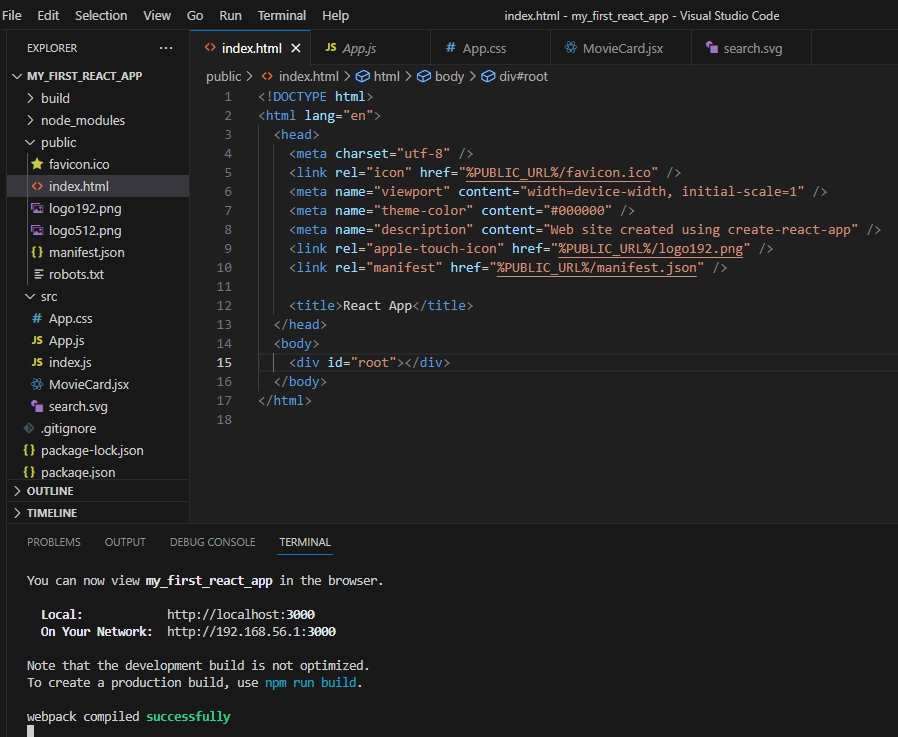 File Edit Selection View Go Run Terminal Help index.html - my_first_react_app - Visual Studio Code
EXPLORER ...
MY_FIRST_REACT_APP
build
node_modules
public
favicon.ico
index.html
logo192.png
logo512.png
manifest.json
robots.txt
src
App.css
App.js
index.js
MovieCard.jsx
search.svg
.gitignore
package-lock.json
package.json
OUTLINE
TIMELINE
index.html App.js App.css MovieCard.jsx search.svg
public > index.html > html > body > div#root
1 <!DOCTYPE html>
2 <html lang="en">
3 <head>
4 <meta charset="utf-8" />
5 <link rel="icon" href="%PUBLIC_URL%/favicon.ico" />
6 <meta name="viewport" content="width=device-width, initial-scale=1" />
7 <meta name="theme-color" content="#000000" />
8 <meta name="description" content="Web site created using create-react-app" />
9 <link rel="apple-touch-icon" href="%PUBLIC_URL%/logo192.png" />
10 <link rel="manifest" href="%PUBLIC_URL%/manifest.json" />
11
12 <title>React App</title>
13 </head>
14 <body>
15 <div id="root"></div>
16 </body>
17 </html>
18
PROBLEMS OUTPUT DEBUG CONSOLE TERMINAL
You can now view my_first_react_app in the browser.
Local: http://localhost:3000
On Your Network: http://192.168.56.1:3000
Note that the development build is not optimized.
To create a production build, use npm run build.
webpack compiled successfully